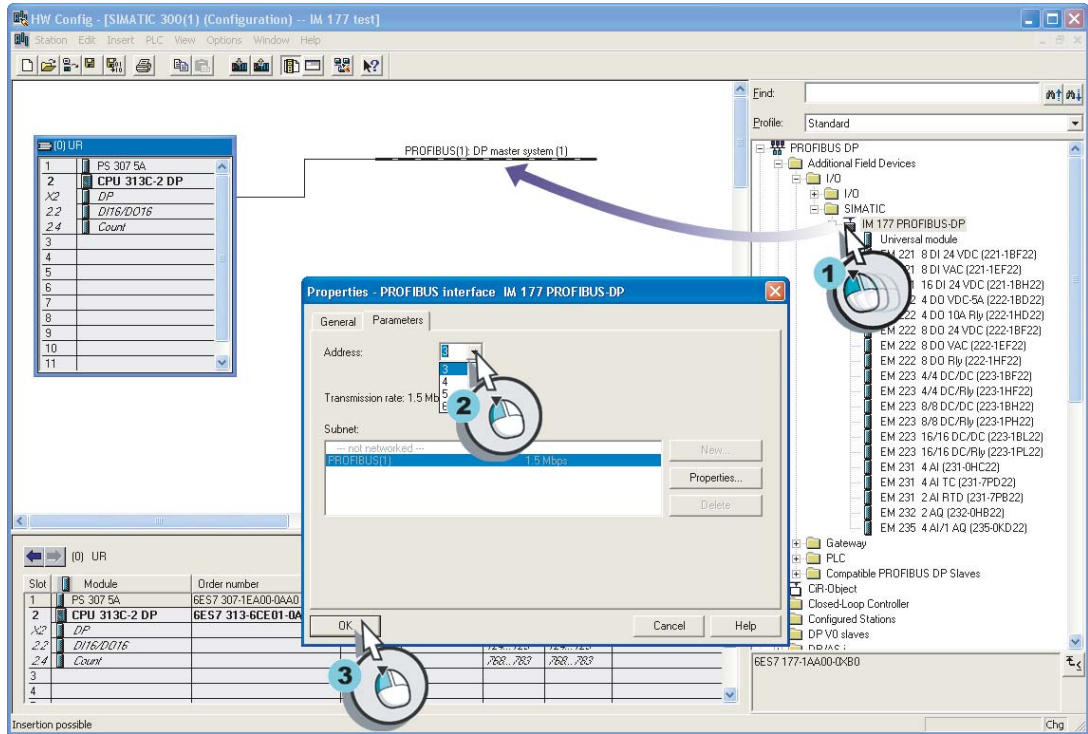 HW Config - [SIMATIC 300(1) (Configuration) -- IM 177 test]
Station Edit Insert PLC View Options Window Help
(0) UR
1 PS 307 5A
2 CPU 313C-2 DP
X2 DP
2.2 DI16/DO16
2.4 Count
3
4
5
6
7
8
9
10
11
PROFIBUS(1): DP master system (1)
Find:
Profile: Standard
PROFIBUS DP
Additional Field Devices
I/O
I/O
SIMATIC
IM 177 PROFIBUS-DP
Universal module
EM 221 8 DI 24 VDC (221-1BF22)
8 DI VAC (221-1EF22)
16 DI 24 VDC (221-1BH22)
4 DO VDC-5A (222-1BD22)
4 DO 10A Rly (222-1HD22)
EM 222 8 DO 24 VDC (222-1BF22)
EM 222 8 DO VAC (222-1EF22)
EM 222 8 DO Rly (222-1HF22)
EM 223 4/4 DC/DC (223-1BF22)
EM 223 4/4 DC/Rly (223-1HF22)
EM 223 8/8 DC/DC (223-1BH22)
EM 223 8/8 DC/Rly (223-1PH22)
EM 223 16/16 DC/DC (223-1BL22)
EM 223 16/16 DC/Rly (223-1PL22)
EM 231 4 AI (231-0HC22)
EM 231 4 AI TC (231-7PD22)
EM 231 2 AI RTD (231-7PB22)
EM 232 2 AQ (232-0HB22)
EM 235 4 AI/1 AQ (235-0KD22)
Gateway
PLC
Compatible PROFIBUS DP Slaves
CiR-Object
Closed-Loop Controller
Configured Stations
DP V0 slaves
DP/AS-i
6ES7 177-1AA00-0XB0
1
Properties - PROFIBUS interface IM 177 PROFIBUS-DP
General Parameters
Address: 3
3
4
5
6
2
Transmission rate: 1.5 Mb
Subnet:
--- not networked ---
PROFIBUS(1) 1.5 Mbps
New...
Properties...
Delete
OK Cancel Help
3
(0) UR
Slot Module Order number
1 PS 307 5A 6ES7 307-1EA00-0AA0
2 CPU 313C-2 DP 6ES7 313-6CE01-0A
X2 DP
2.2 DI16/DO16
2.4 Count 768...783 768...783
3
4
Insertion possible
Chg